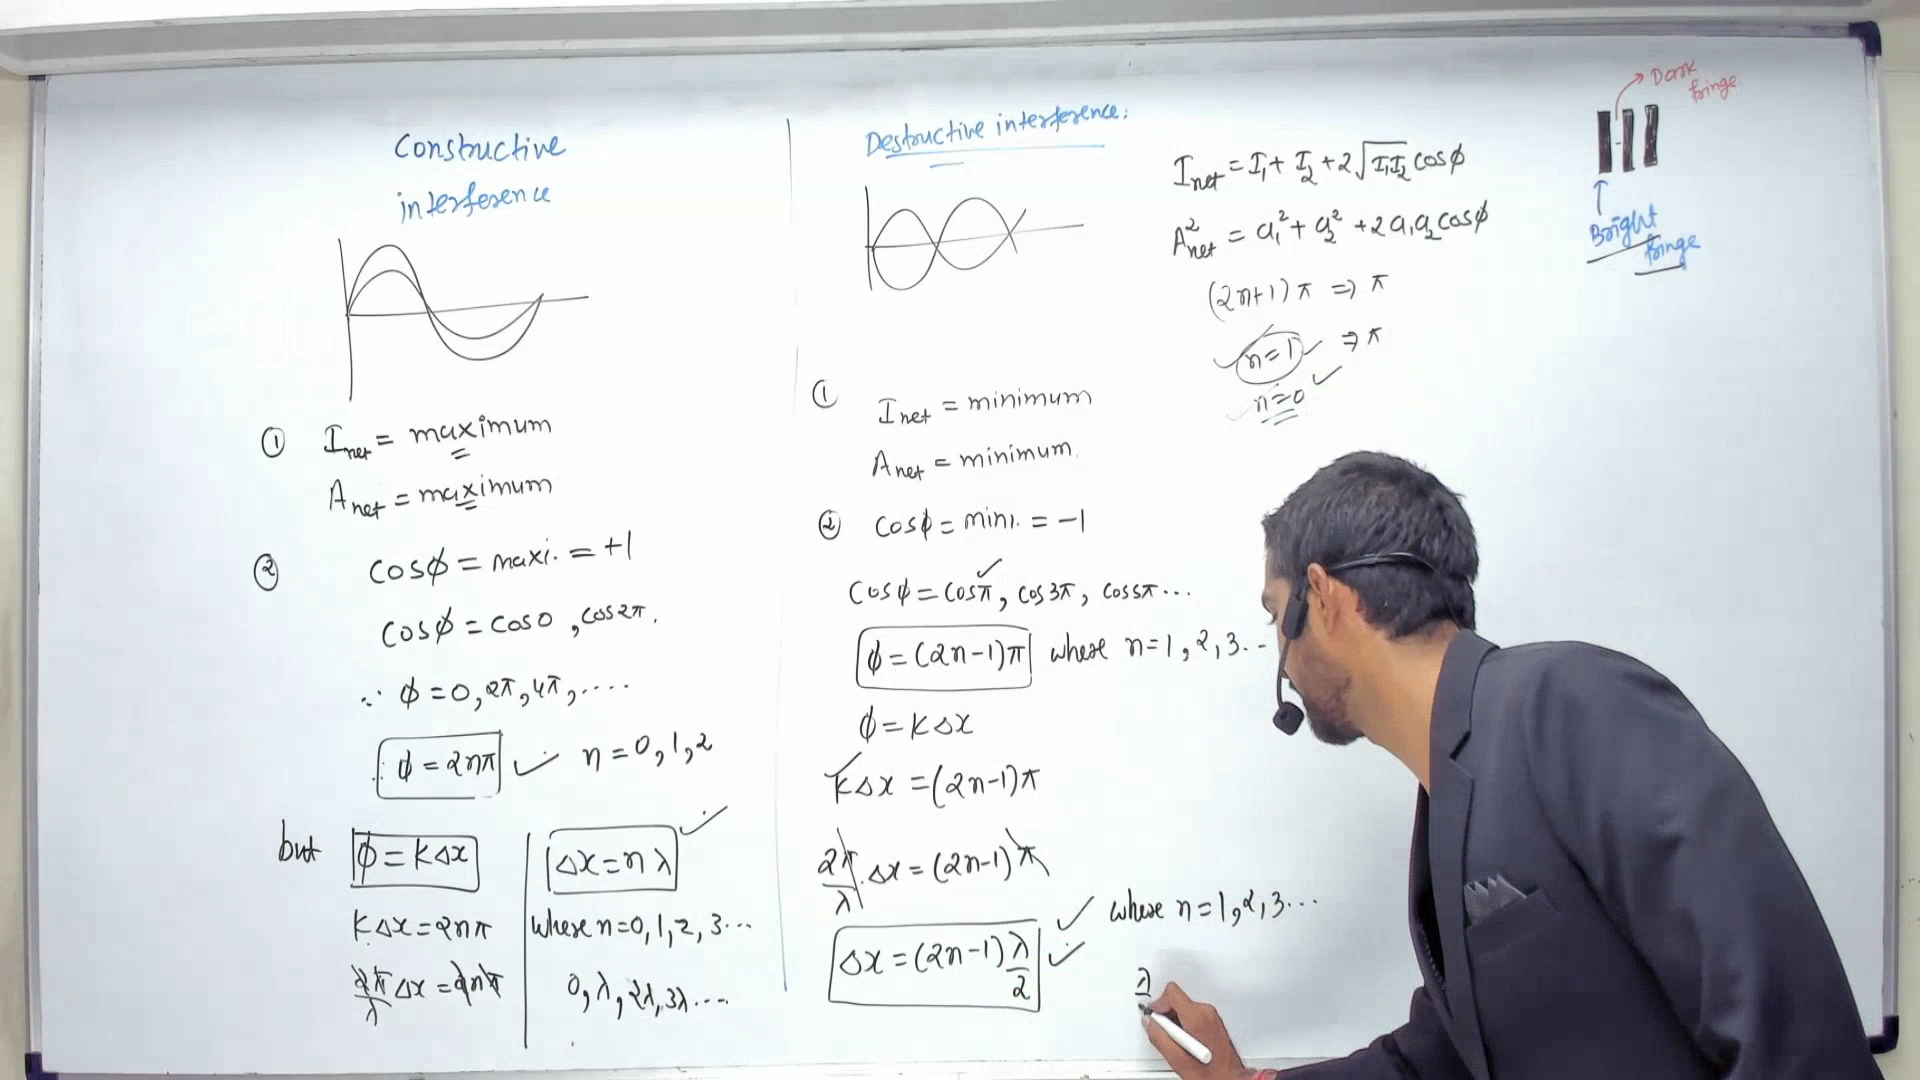 Constructive
interference
① Inet = maximum
Anet = maximum
② cosϕ = maxi. = +1
cosϕ = cos0, cos2π.
∴ ϕ = 0, 2π, 4π, ....
∴ ϕ = 2nπ ✓ n = 0, 1, 2
but ϕ = kΔx
kΔx = 2nπ
2π/λ Δx = 2nπ
Δx = nλ ✓
where n = 0, 1, 2, 3...
0, λ, 2λ, 3λ ....
Destructive interference:
① Inet = minimum
Anet = minimum.
② cosϕ = mini. = -1
cosϕ = cosπ, cos3π, cos5π...
ϕ = (2n-1)π where n = 1, 2, 3...
ϕ = kΔx
kΔx = (2n-1)π
2π/λ . Δx = (2n-1)π
Δx = (2n-1) λ/2 ✓ where n = 1, 2, 3...
λ
Inet = I₁ + I₂ + 2√I₁I₂ cosϕ
A²net = a₁² + a₂² + 2a₁a₂cosϕ
(2n+1)π ⇒ π
n=1 ⇒ π
n=0
Dark
fringe
Bright
fringe